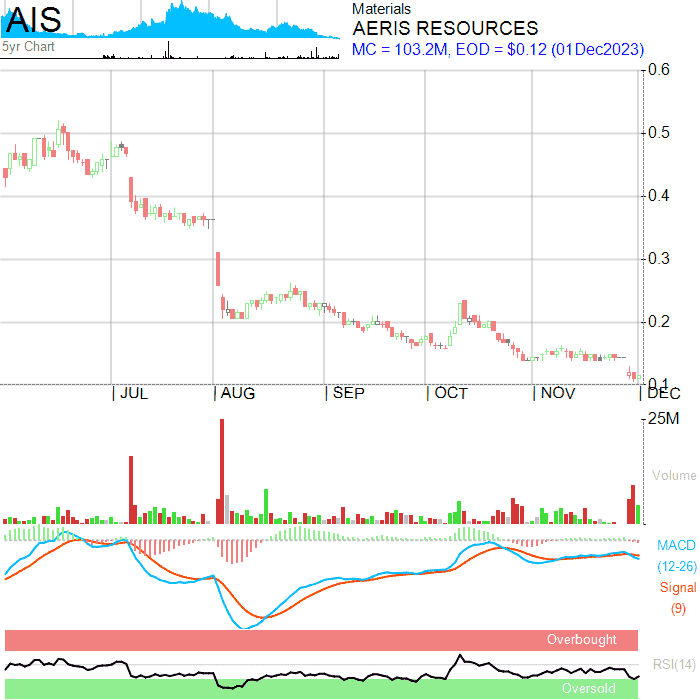 AIS
5yr Chart
Materials
AERIS RESOURCES
MC = 103.2M, EOD = $0.12 (01Dec2023)
0.6
0.5
0.4
0.3
0.2
0.1
JUL
AUG
SEP
OCT
NOV
DEC
25M
Volume
MACD
(12-26)
Signal
(9)
Overbought
RSI(14)
Oversold